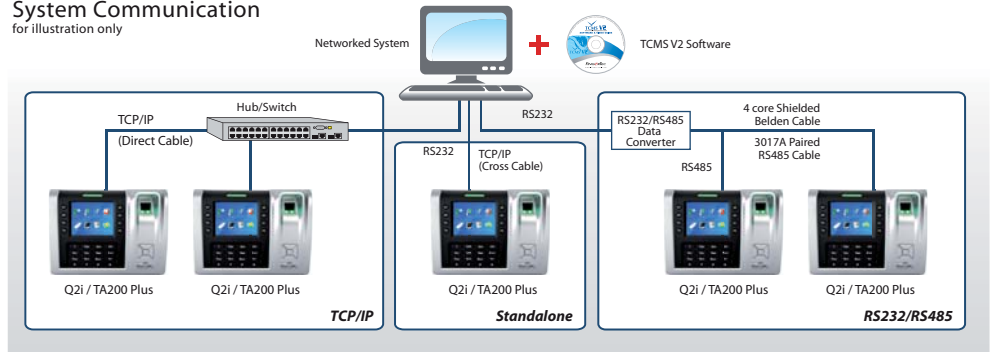 System Communication
for illustration only
Networked System
TCMS V2 Software
Hub/Switch
TCP/IP
(Direct Cable)
RS232
TCP/IP
(Cross Cable)
RS232
RS232/RS485
Data
Converter
4 core Shielded
Belden Cable
3017A Paired
RS485 Cable
RS485
Q2i / TA200 Plus
Q2i / TA200 Plus
Q2i / TA200 Plus
Q2i / TA200 Plus
Q2i / TA200 Plus
TCP/IP
Standalone
RS232/RS485